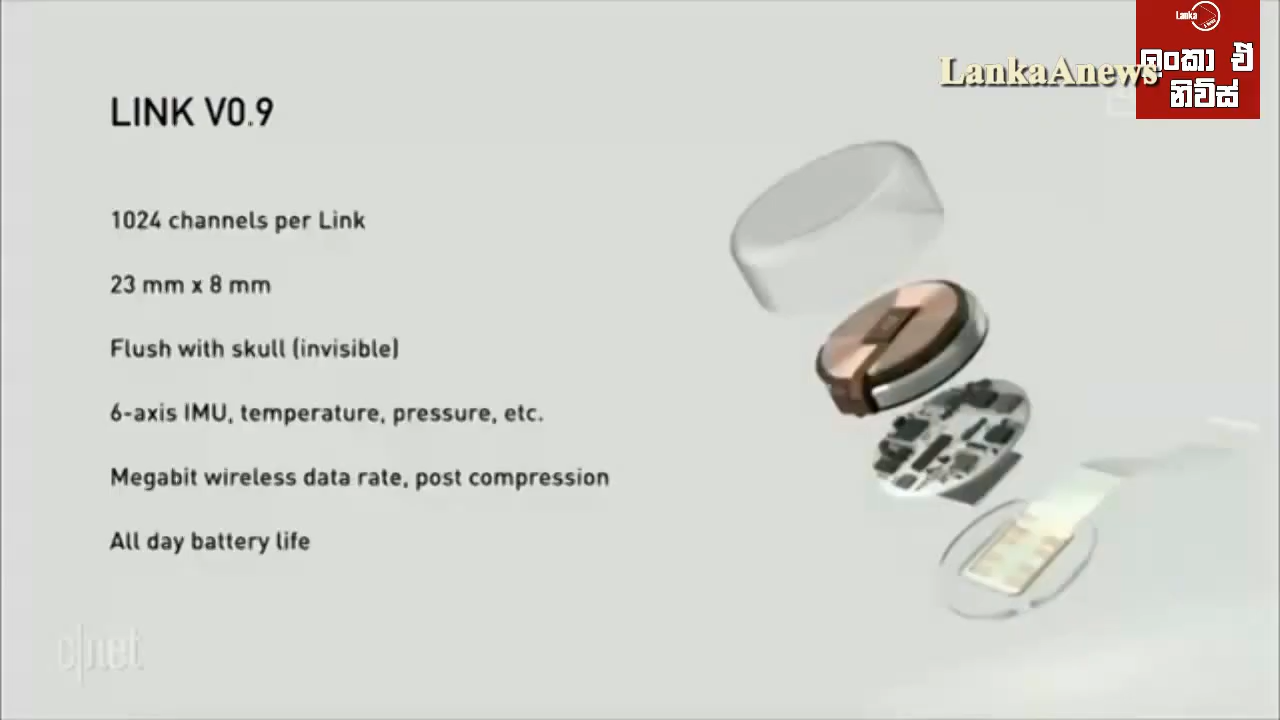 Lanka
LankaAnews
ලංකා ඒ
නිව්ස්
LINK V0.9
1024 channels per Link
23 mm x 8 mm
Flush with skull (invisible)
6-axis IMU, temperature, pressure, etc.
Megabit wireless data rate, post compression
All day battery life
c|net